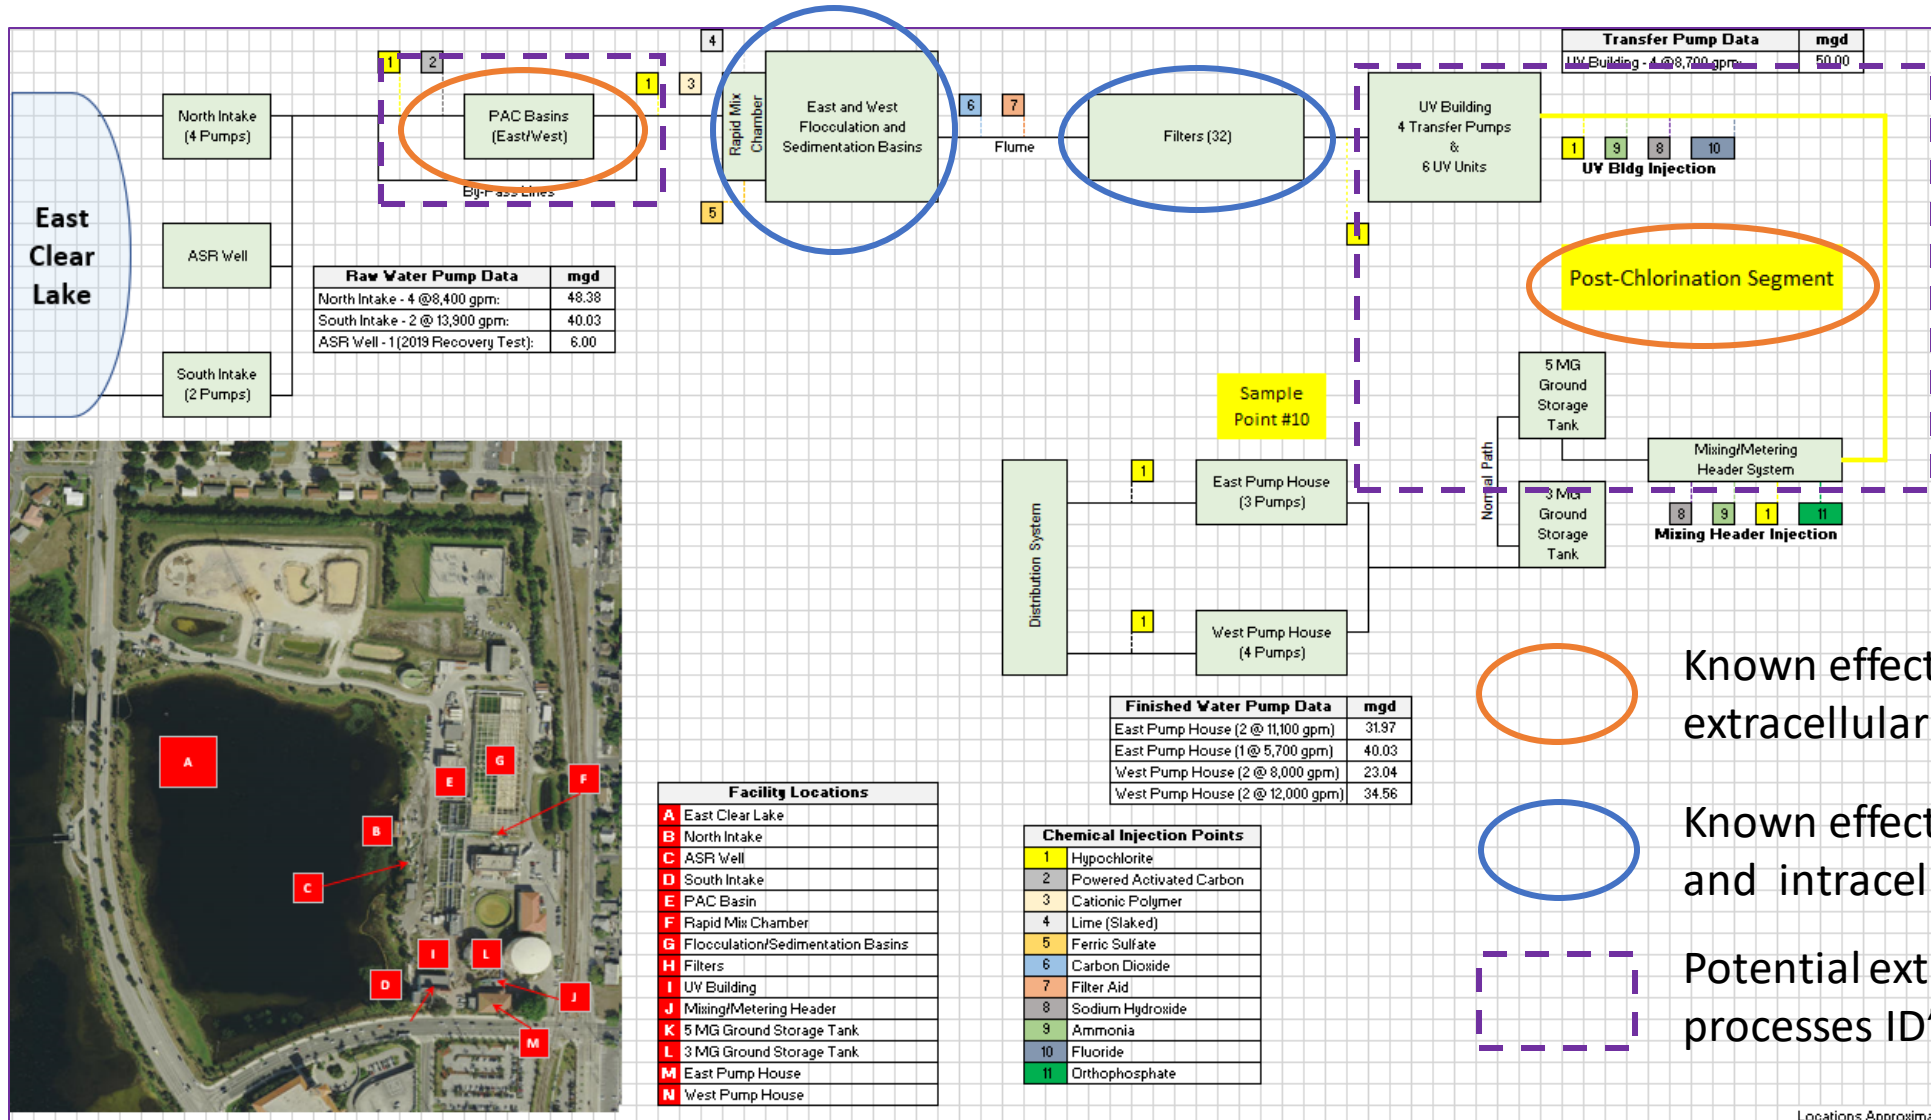 Transfer Pump Data mgd
UV Building - 4 @8,700 gpm: 50.00
4
1 2
1 3
North Intake
(4 Pumps)
PAC Basins
(East/West)
By-Pass Lines
Rapid Mix
Chamber
East and West
Flocculation and
Sedimentation Basins
5
6 7
Flume
Filters (32)
1
UV Building
4 Transfer Pumps
&
6 UV Units
1 9 8 10
UV Bldg Injection
East
Clear
Lake
ASR Well
South Intake
(2 Pumps)
Raw Water Pump Data mgd
North Intake - 4 @8,400 gpm: 48.38
South Intake - 2 @ 13,900 gpm: 40.03
ASR Well - 1 (2019 Recovery Test): 6.00
Post-Chlorination Segment
Sample
Point #10
5 MG
Ground
Storage
Tank
Normal Path
3 MG
Ground
Storage
Tank
Mixing/Metering
Header System
8 9 1 11
Mixing Header Injection
Distribution System
1
East Pump House
(3 Pumps)
1
West Pump House
(4 Pumps)
Finished Water Pump Data mgd
East Pump House (2 @ 11,100 gpm) 31.97
East Pump House (1 @ 5,700 gpm) 40.03
West Pump House (2 @ 8,000 gpm) 23.04
West Pump House (2 @ 12,000 gpm) 34.56
A
B
C
D
E
G
F
I
L
J
M
Facility Locations
A East Clear Lake
B North Intake
C ASR Well
D South Intake
E PAC Basin
F Rapid Mix Chamber
G Flocculation/Sedimentation Basins
H Filters
I UV Building
J Mixing/Metering Header
K 5 MG Ground Storage Tank
L 3 MG Ground Storage Tank
M East Pump House
N West Pump House
Chemical Injection Points
1 Hypochlorite
2 Powered Activated Carbon
3 Cationic Polymer
4 Lime (Slaked)
5 Ferric Sulfate
6 Carbon Dioxide
7 Filter Aid
8 Sodium Hydroxide
9 Ammonia
10 Fluoride
11 Orthophosphate
Known effect
extracellular
Known effect
and intracel
Potential ext
processes ID'
Locations Approxima